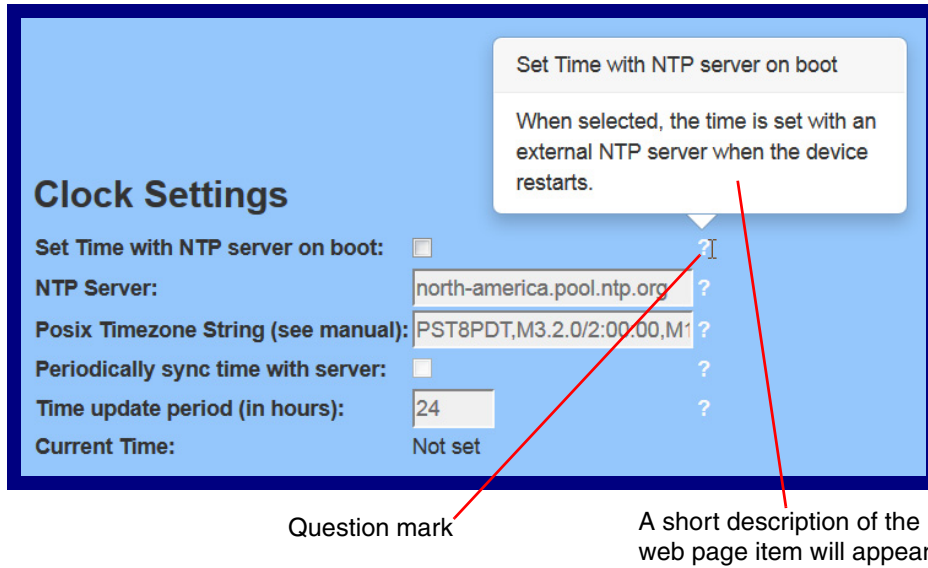 Set Time with NTP server on boot
When selected, the time is set with an
external NTP server when the device
restarts.
Clock Settings
Set Time with NTP server on boot: ?
NTP Server: north-america.pool.ntp.org ?
Posix Timezone String (see manual): PST8PDT,M3.2.0/2:00:00,M1 ?
Periodically sync time with server: ?
Time update period (in hours): 24 ?
Current Time: Not set
Question mark
A short description of the
web page item will appear